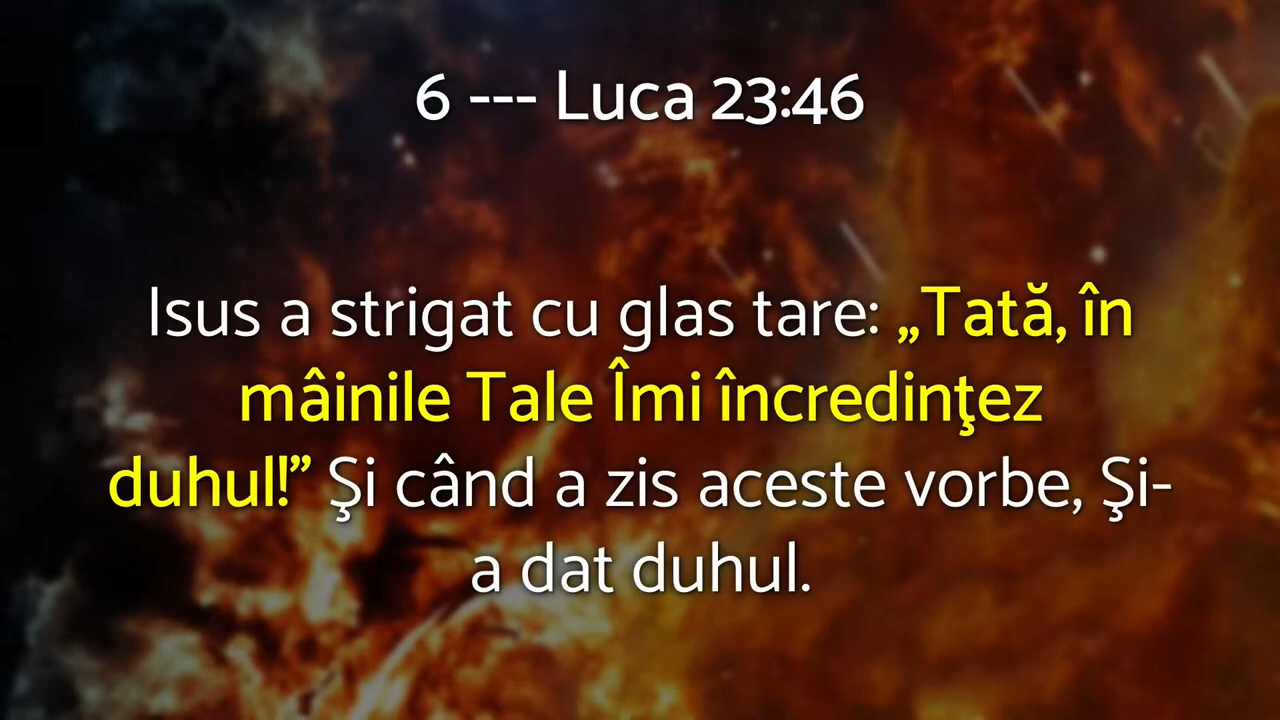 6 --- Luca 23:46
Isus a strigat cu glas tare: „Tată, în
mâinile Tale Îmi încredinţez
duhul!” Şi când a zis aceste vorbe, Şi-
a dat duhul.